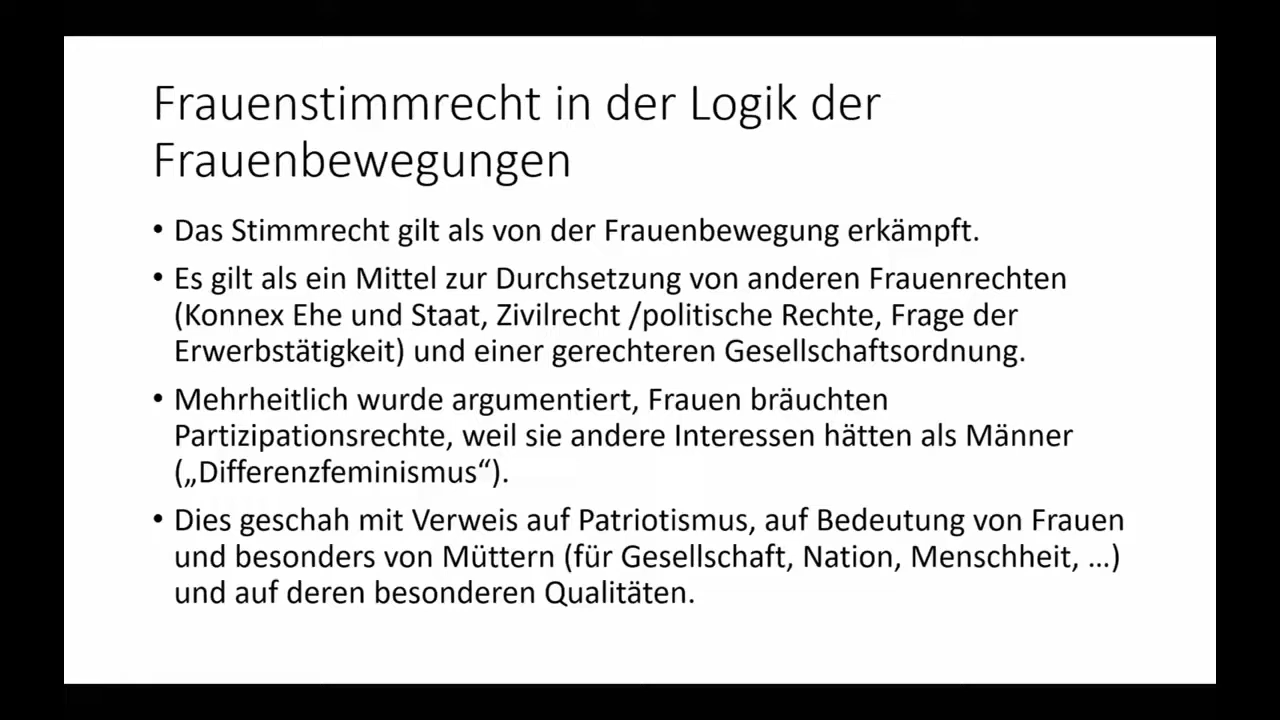 Frauenstimmrecht in der Logik der
Frauenbewegungen
• Das Stimmrecht gilt als von der Frauenbewegung erkämpft.
• Es gilt als ein Mittel zur Durchsetzung von anderen Frauenrechten
(Konnex Ehe und Staat, Zivilrecht /politische Rechte, Frage der
Erwerbstätigkeit) und einer gerechteren Gesellschaftsordnung.
• Mehrheitlich wurde argumentiert, Frauen bräuchten
Partizipationsrechte, weil sie andere Interessen hätten als Männer
(„Differenzfeminismus“).
• Dies geschah mit Verweis auf Patriotismus, auf Bedeutung von Frauen
und besonders von Müttern (für Gesellschaft, Nation, Menschheit, …)
und auf deren besonderen Qualitäten.